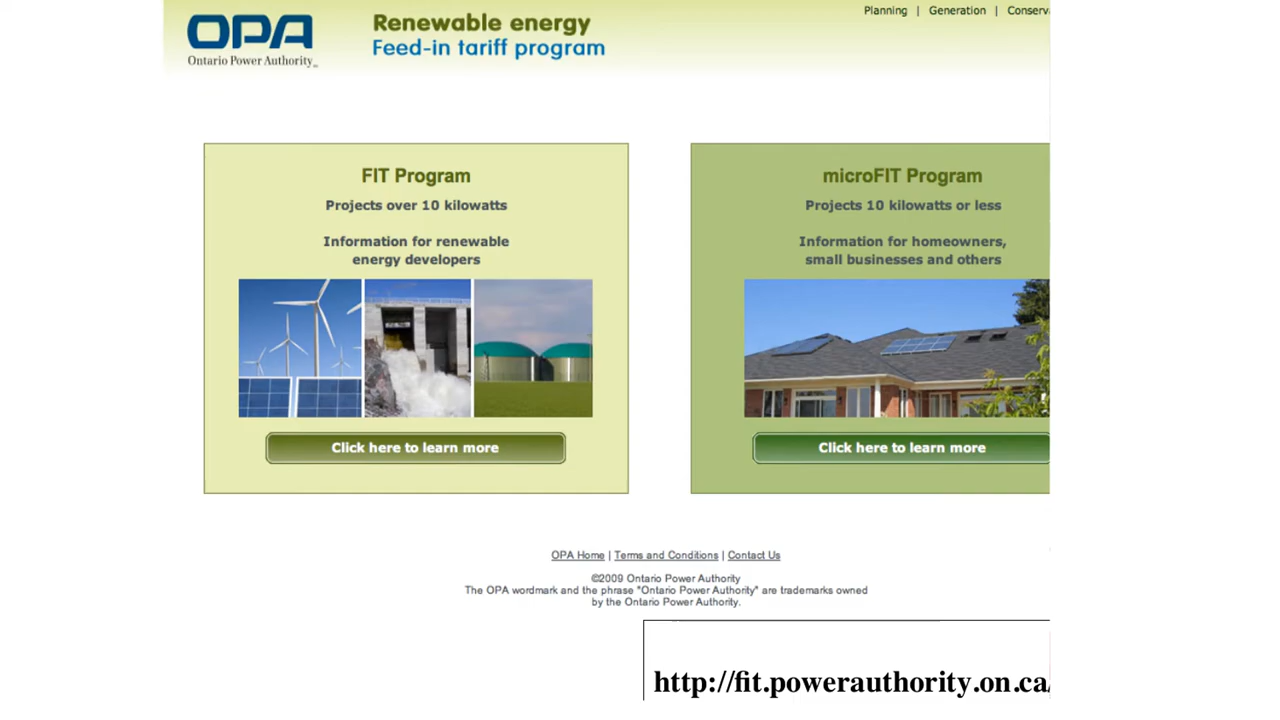 OPA
Ontario Power Authority
Renewable energy
Feed-in tariff program
Planning | Generation |
FIT Program
Projects over 10 kilowatts
Information for renewable
energy developers
Click here to learn more
microFIT Program
Projects 10 kilowatts or less
Information for homeowners,
small businesses and others
Click here to learn more
OPA Home | Terms and Conditions | Contact Us
©2009 Ontario Power Authority
The OPA wordmark and the phrase "Ontario Power Authority" are trademarks owned
by the Ontario Power Authority.
http://fit.powerauthority.on.ca/